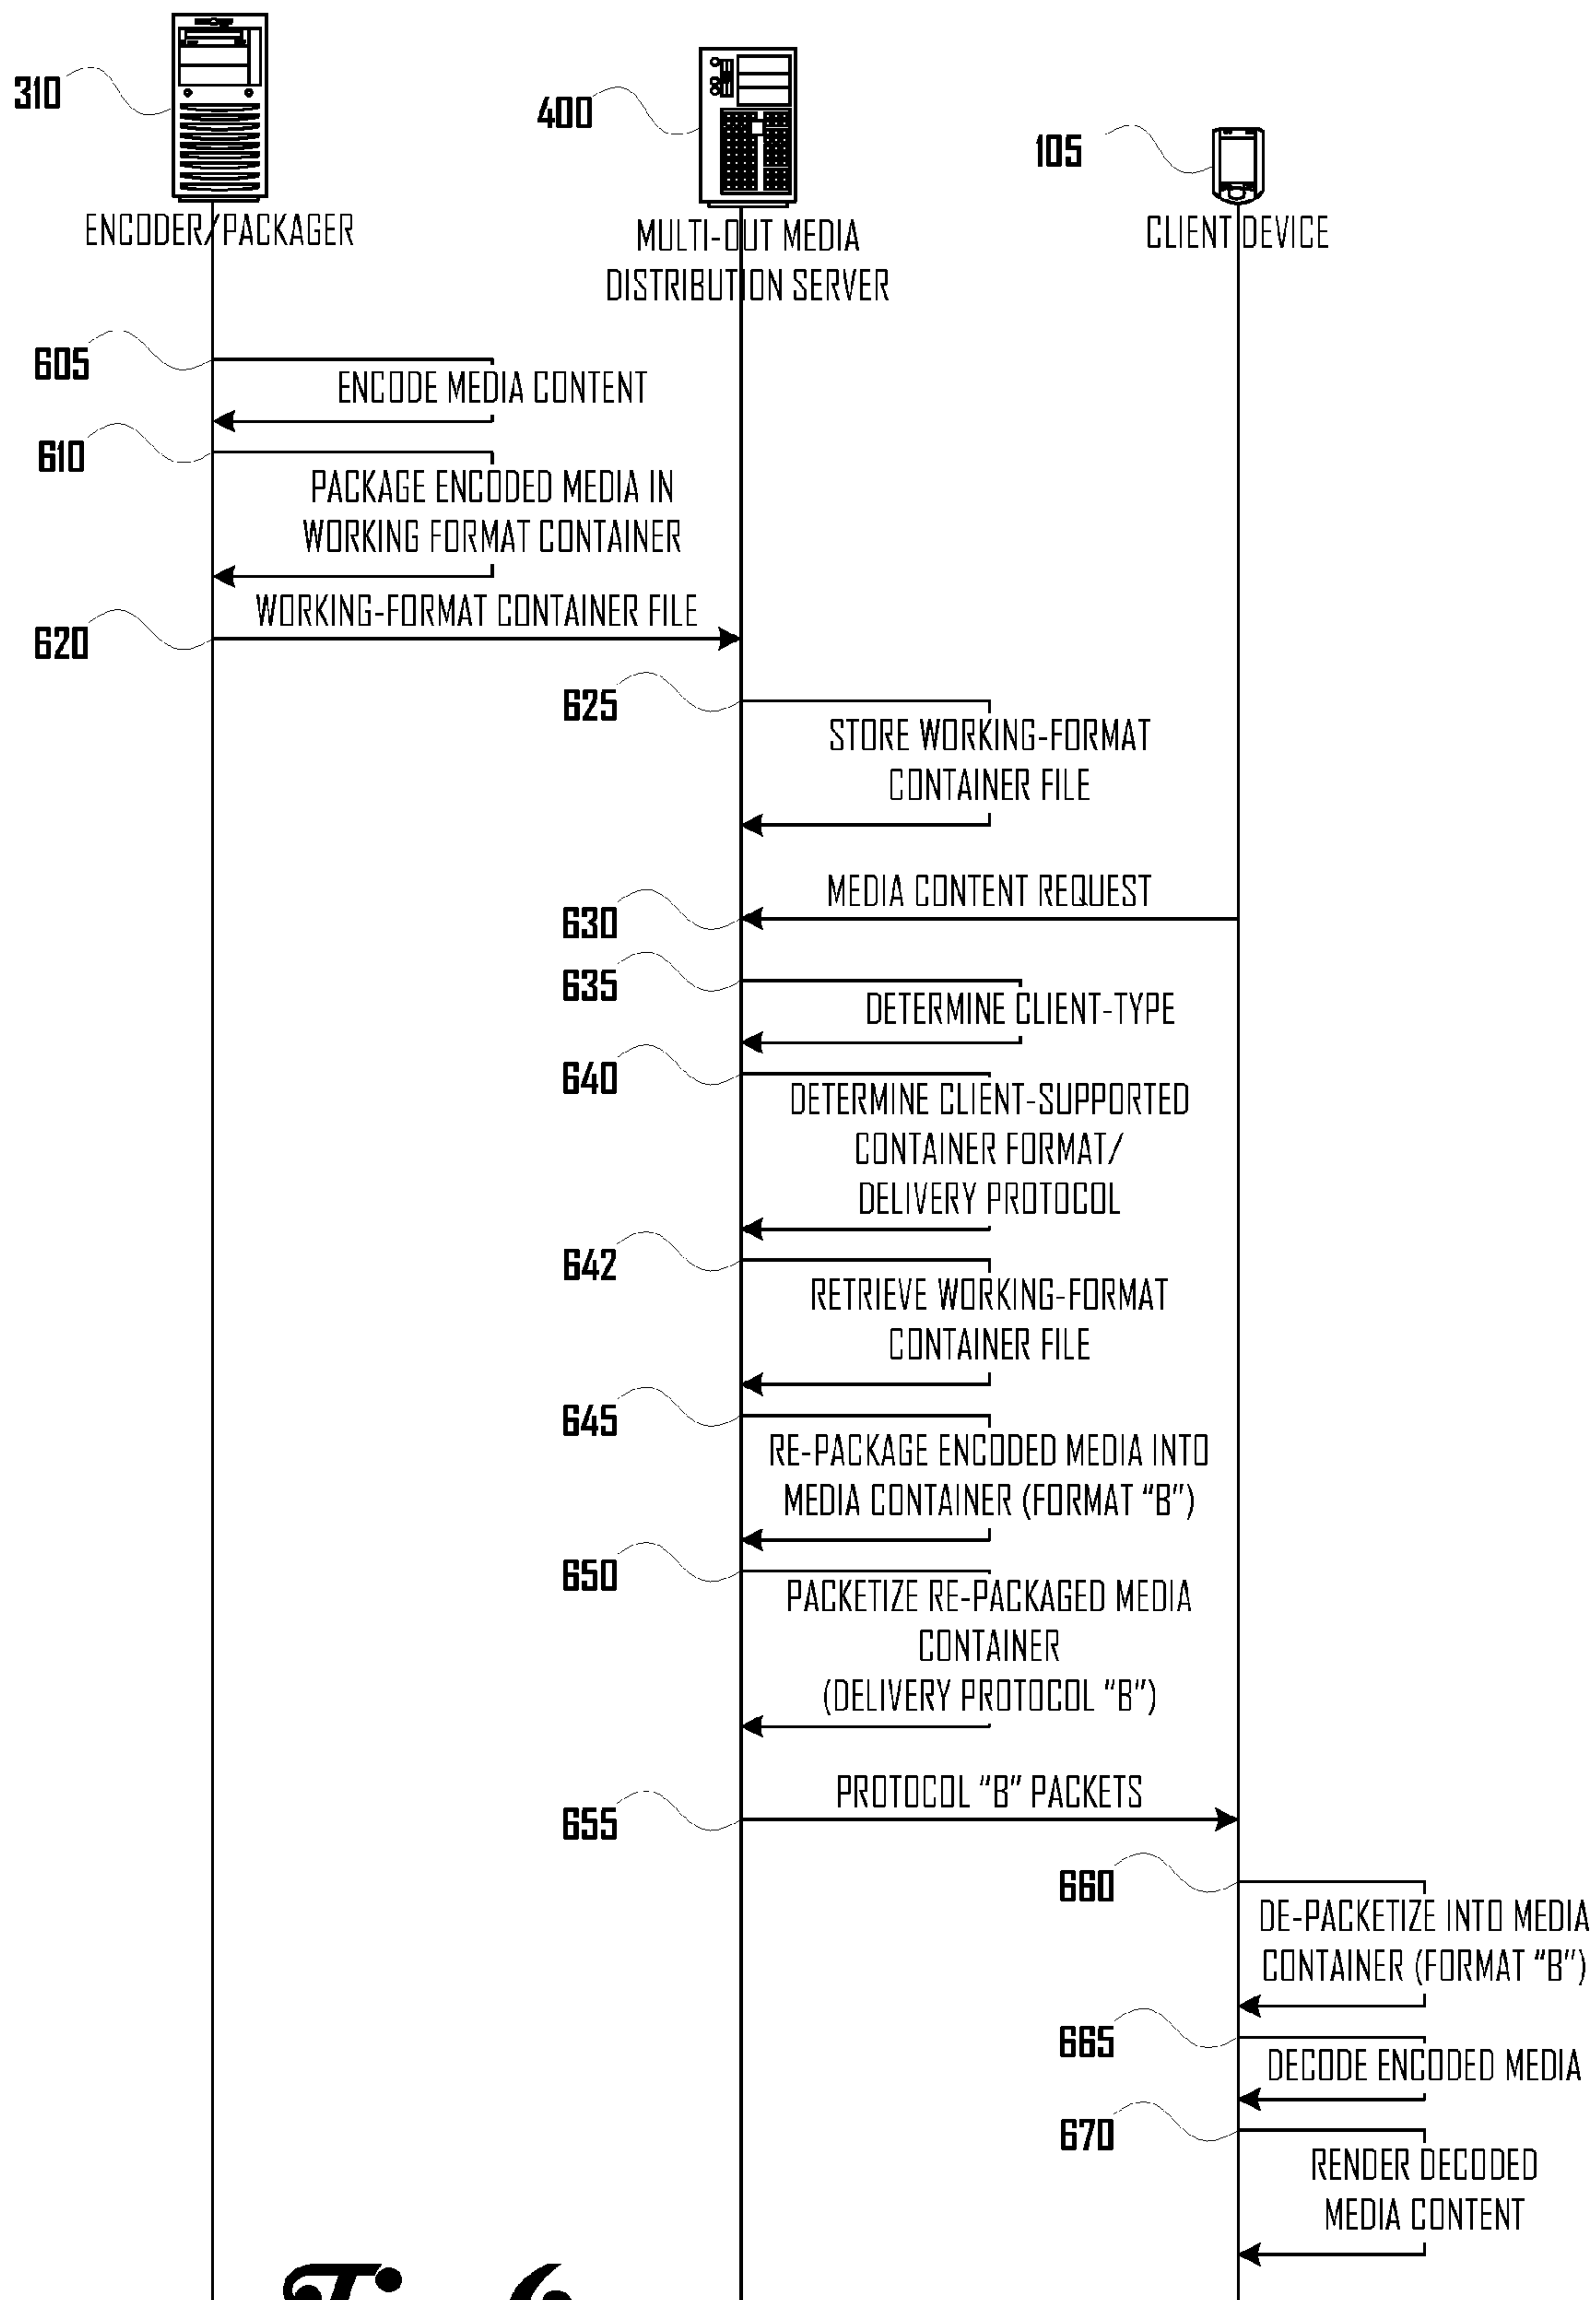 310
400
105
ENCODER/PACKAGER
MULTI-OUT MEDIA
DISTRIBUTION SERVER
CLIENT DEVICE
605
ENCODE MEDIA CONTENT
610
PACKAGE ENCODED MEDIA IN
WORKING FORMAT CONTAINER
620
WORKING-FORMAT CONTAINER FILE
625
STORE WORKING-FORMAT
CONTAINER FILE
630
MEDIA CONTENT REQUEST
635
DETERMINE CLIENT-TYPE
640
DETERMINE CLIENT-SUPPORTED
CONTAINER FORMAT/
DELIVERY PROTOCOL
642
RETRIEVE WORKING-FORMAT
CONTAINER FILE
645
RE-PACKAGE ENCODED MEDIA INTO
MEDIA CONTAINER (FORMAT "B")
650
PACKETIZE RE-PACKAGED MEDIA
CONTAINER
(DELIVERY PROTOCOL "B")
655
PROTOCOL "B" PACKETS
660
DE-PACKETIZE INTO MEDIA
CONTAINER (FORMAT "B")
665
DECODE ENCODED MEDIA
670
RENDER DECODED
MEDIA CONTENT